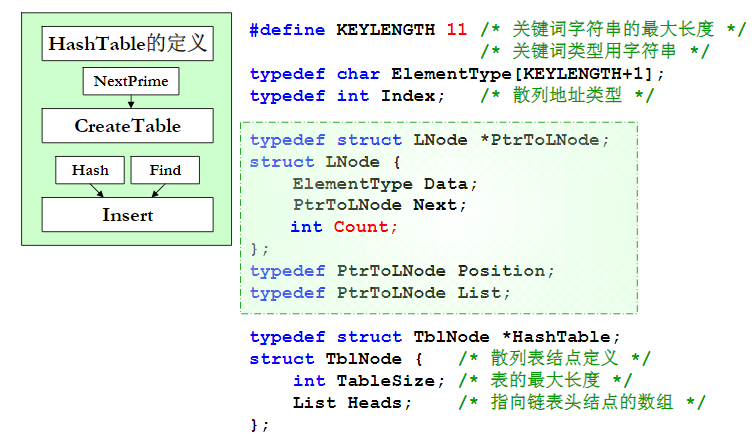 HashTable的定义
NextPrime
CreateTable
Hash
Find
Insert
#define KEYLENGTH 11 /* 关键词字符串的最大长度 */
/* 关键词类型用字符串 */
typedef char ElementType[KEYLENGTH+1];
typedef int Index; /* 散列地址类型 */
typedef struct LNode *PtrToLNode;
struct LNode {
ElementType Data;
PtrToLNode Next;
int Count;
};
typedef PtrToLNode Position;
typedef PtrToLNode List;
typedef struct TblNode *HashTable;
struct TblNode { /* 散列表结点定义 */
int TableSize; /* 表的最大长度 */
List Heads; /* 指向链表头结点的数组 */
};